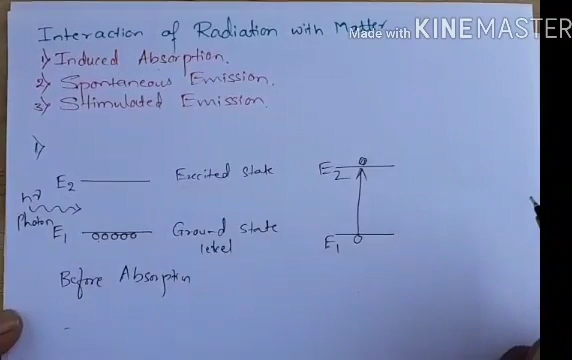 Interaction of Radiation with Matter
Made with KINEMASTER
1) Induced Absorption.
2) Spontaneous Emission.
3) Stimulated Emission.
1)
E2 Excited state
hν
Photon
E1 Ground state
level
Before Absorption
E2
E1